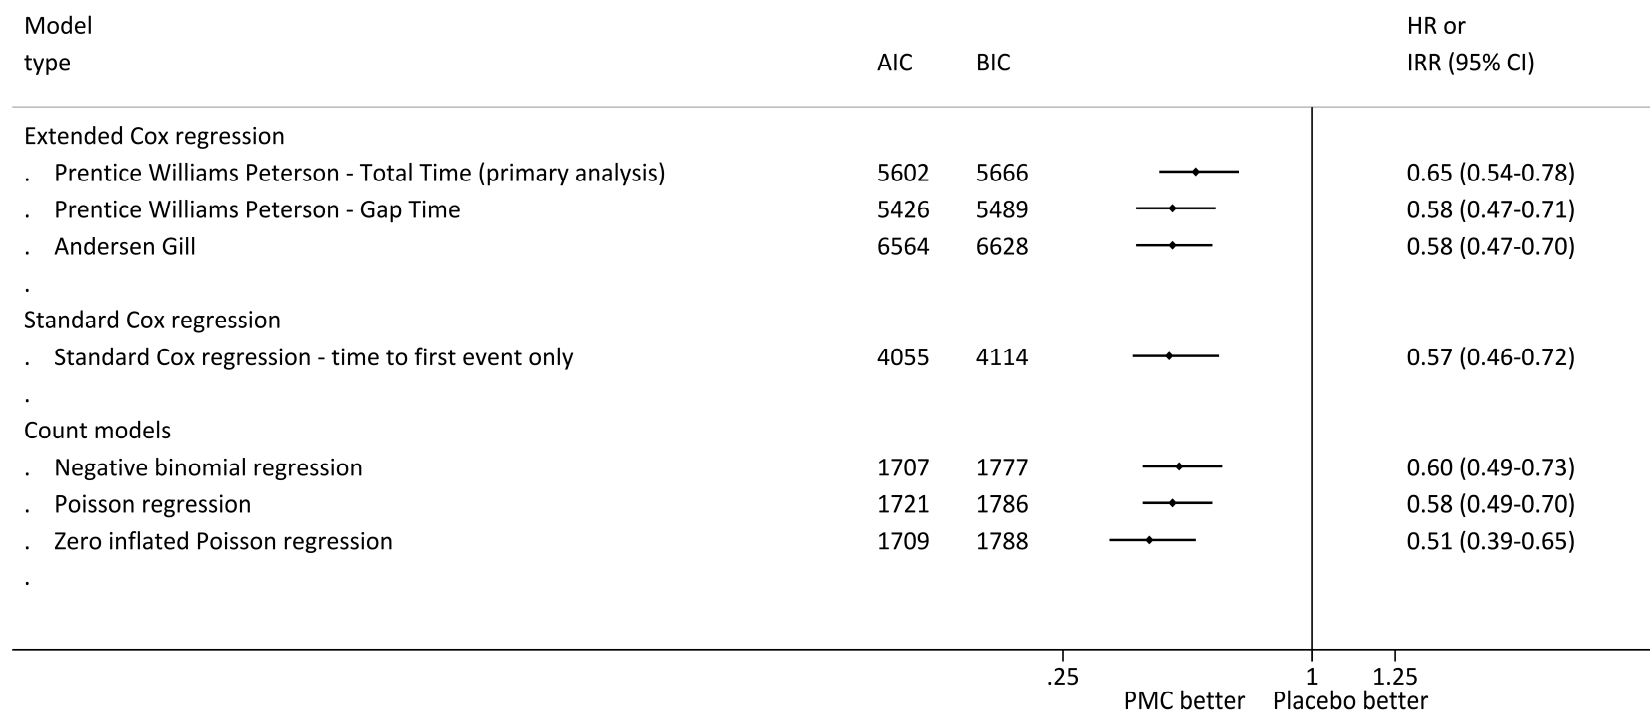 Model HR or
type AIC BIC IRR (95% CI)
Extended Cox regression
. Prentice Williams Peterson - Total Time (primary analysis) 5602 5666 0.65 (0.54-0.78)
. Prentice Williams Peterson - Gap Time 5426 5489 0.58 (0.47-0.71)
. Andersen Gill 6564 6628 0.58 (0.47-0.70)
.
Standard Cox regression
. Standard Cox regression - time to first event only 4055 4114 0.57 (0.46-0.72)
.
Count models
. Negative binomial regression 1707 1777 0.60 (0.49-0.73)
. Poisson regression 1721 1786 0.58 (0.49-0.70)
. Zero inflated Poisson regression 1709 1788 0.51 (0.39-0.65)
.
.25 1 1.25
PMC better Placebo better